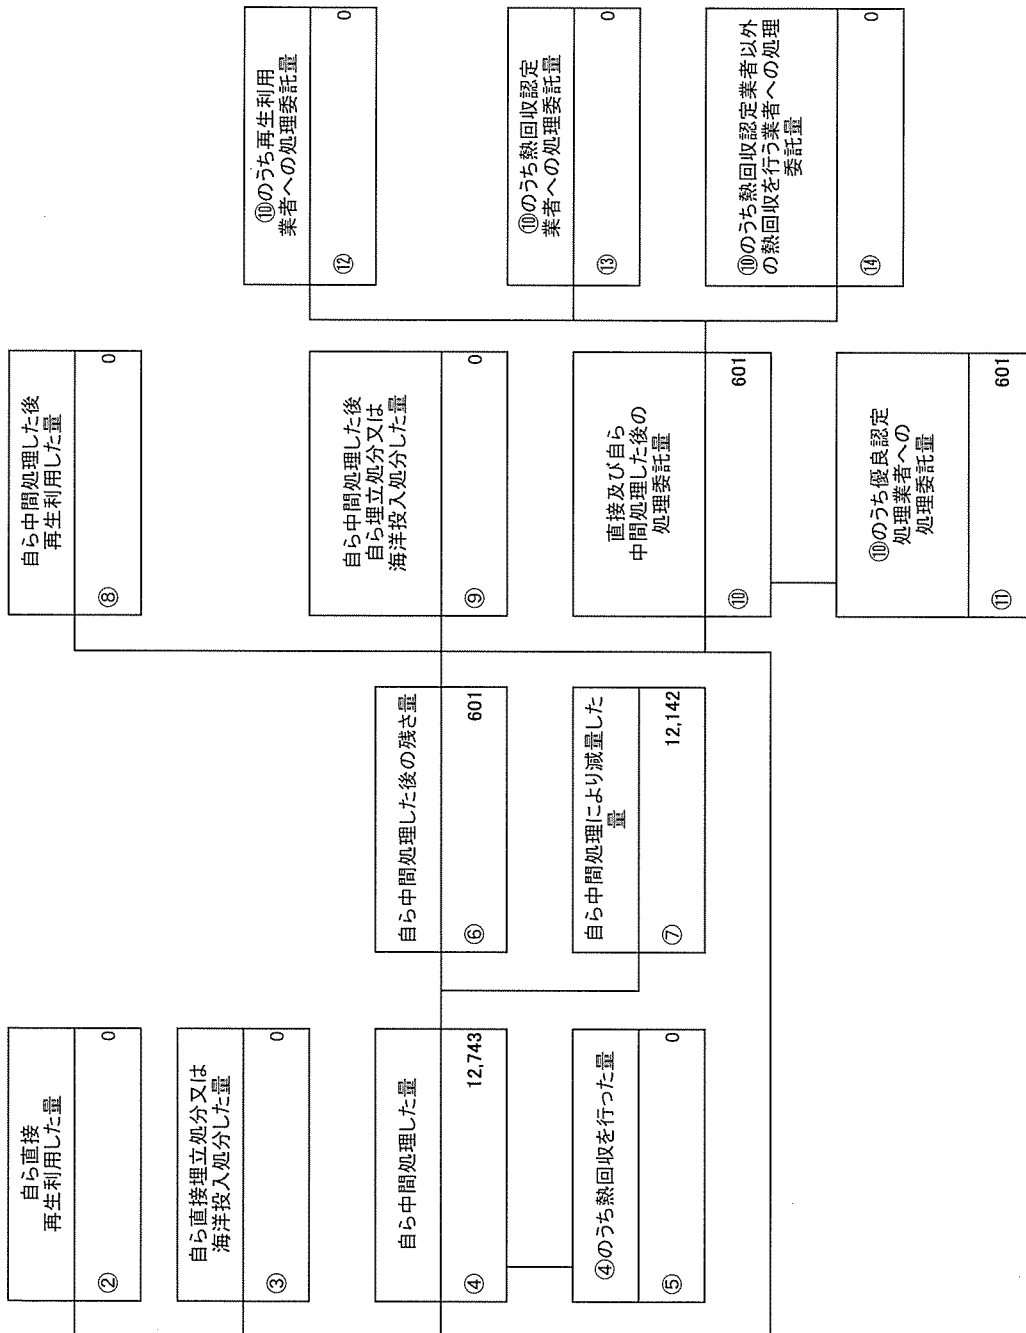 自ら直接
再生利用した量
② 0
自ら直接埋立処分又は
海洋投入処分した量
③ 0
自ら中間処理した量
④ 12,743
④のうち熱回収を行った量
⑤ 0
自ら中間処理した後の残さ量
⑥ 601
自ら中間処理により減量した
量
⑦ 12,142
自ら中間処理した後
再生利用した量
⑧ 0
自ら中間処理した後
自ら埋立処分又は
海洋投入処分した量
⑨ 0
直接及び自ら
中間処理した後の
処理委託量
⑩ 601
⑩のうち優良認定
処理業者への
処理委託量
⑪ 601
⑩のうち再生利用
業者への処理委託量
⑫ 0
⑩のうち熱回収認定
業者への処理委託量
⑬ 0
⑩のうち熱回収認定業者以外
の熱回収を行う業者への処理
委託量
⑭ 0